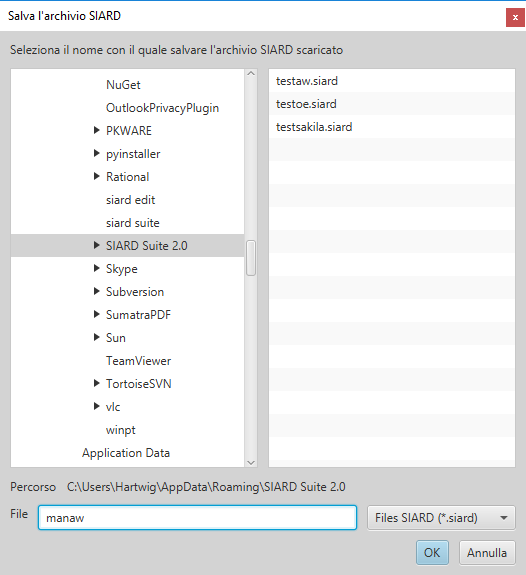 Salva l'archivio SIARD
x
Seleziona il nome con il quale salvare l'archivio SIARD scaricato
NuGet
OutlookPrivacyPlugin
PKWARE
pyinstaller
Rational
siard edit
siard suite
SIARD Suite 2.0
Skype
Subversion
SumatraPDF
Sun
TeamViewer
TortoiseSVN
vlc
winpt
Application Data
testaw.siard
testoe.siard
testsakila.siard
Percorso C:\Users\Hartwig\AppData\Roaming\SIARD Suite 2.0
File manaw Files SIARD (*.siard)
OK Annulla